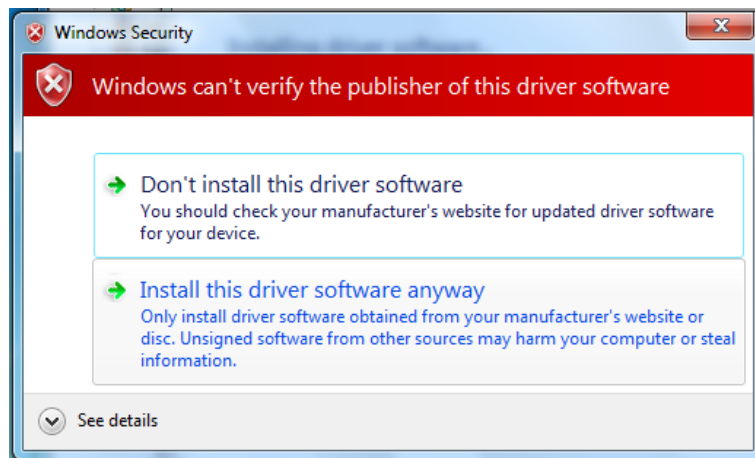 Installing driver software...
Windows Security
Windows can't verify the publisher of this driver software
Don't install this driver software
You should check your manufacturer's website for updated driver software
for your device.
Install this driver software anyway
Only install driver software obtained from your manufacturer's website or
disc. Unsigned software from other sources may harm your computer or steal
information.
See details